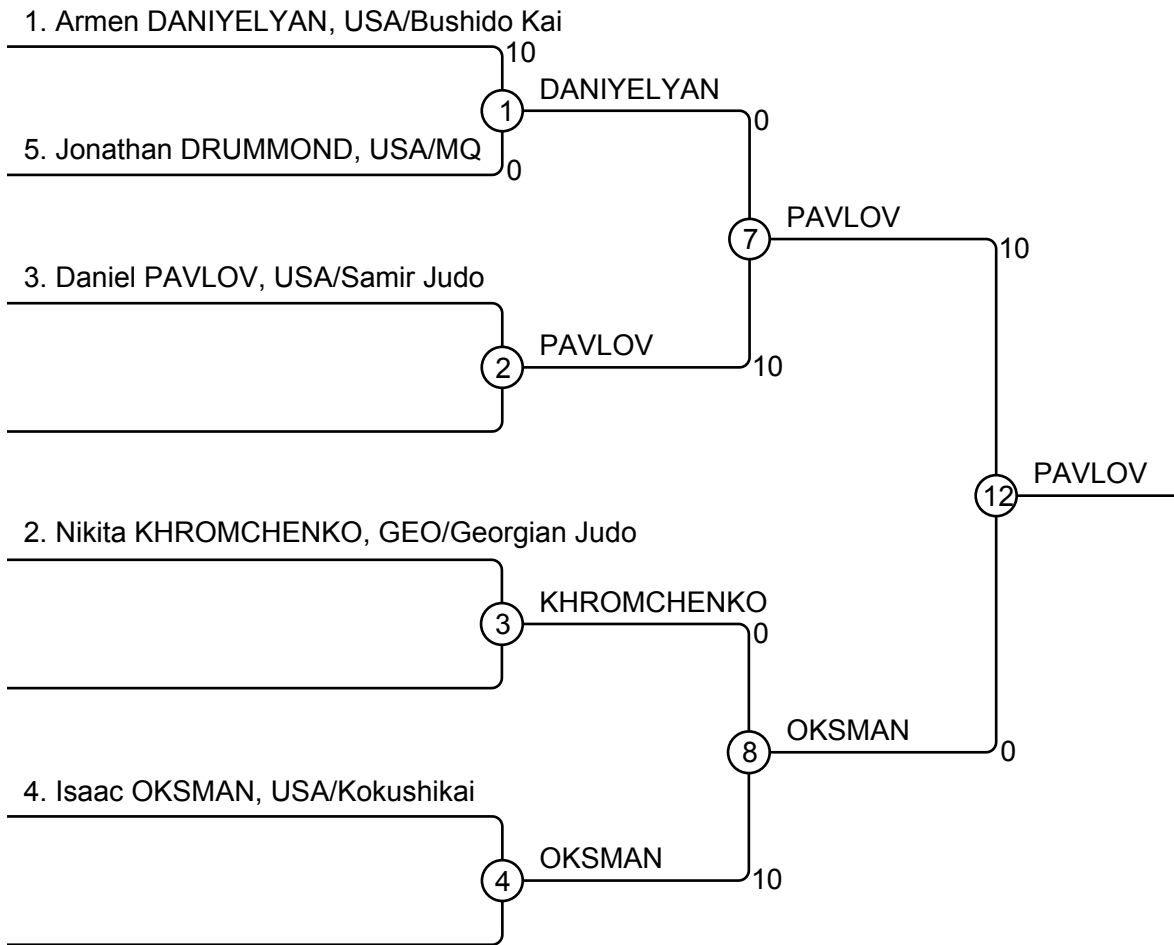 1. Armen DANIYELYAN, USA/Bushido Kai
10
DANIYELYAN
1
0
5. Jonathan DRUMMOND, USA/MQ
0
PAVLOV
7
10
3. Daniel PAVLOV, USA/Samir Judo
PAVLOV
2
10
PAVLOV
12
2. Nikita KHROMCHENKO, GEO/Georgian Judo
KHROMCHENKO
3
0
OKSMAN
8
0
4. Isaac OKSMAN, USA/Kokushikai
OKSMAN
4
10